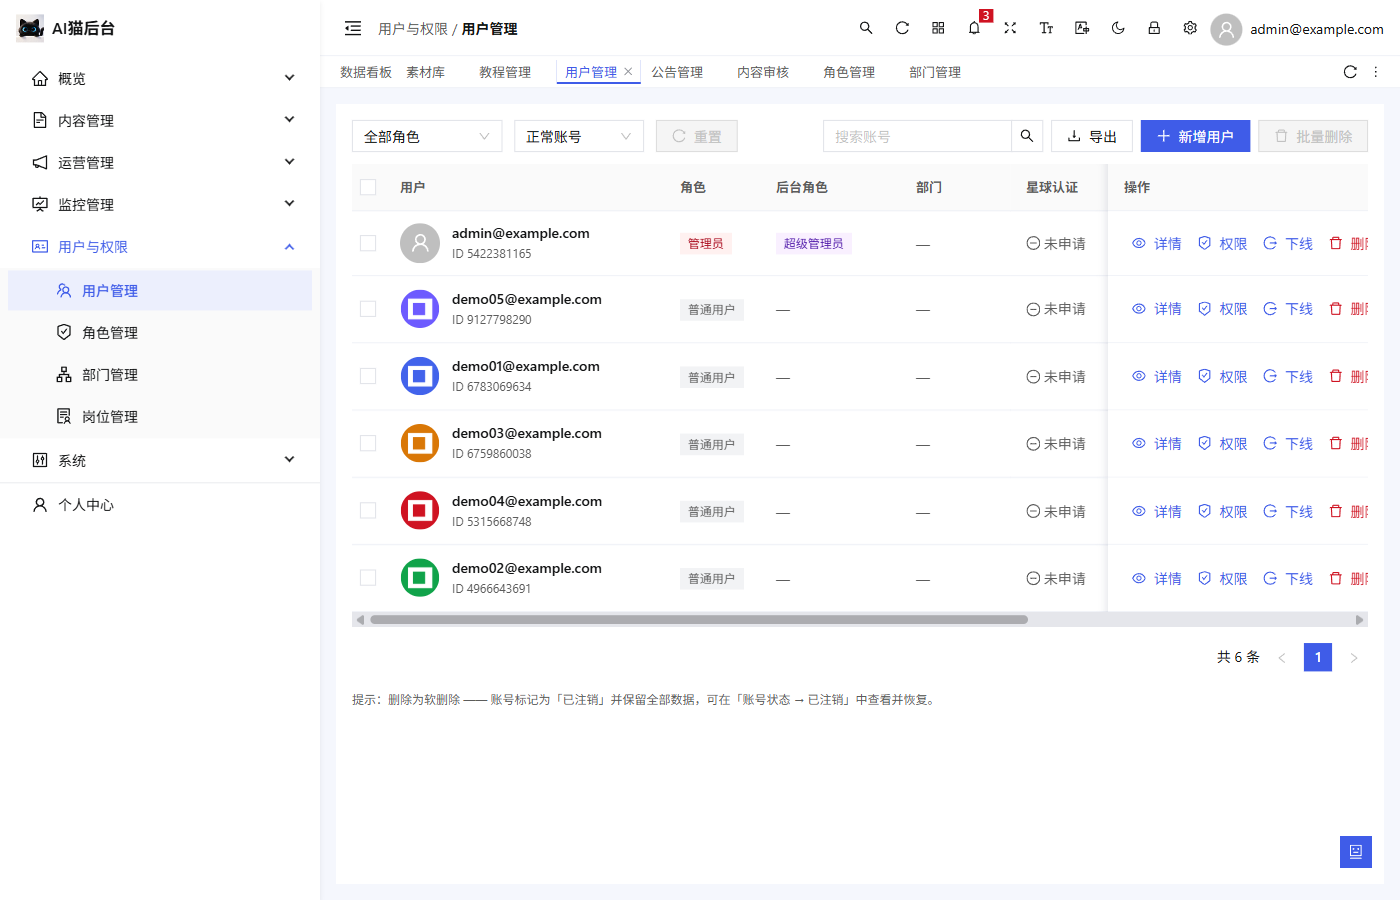 AI猫后台
用户与权限 / 用户管理
3
admin@example.com
概览
内容管理
运营管理
监控管理
用户与权限
用户管理
角色管理
部门管理
岗位管理
系统
个人中心
数据看板 素材库 教程管理 用户管理 公告管理 内容审核 角色管理 部门管理
全部角色 正常账号 重置 搜索账号 导出 新增用户 批量删除
用户 角色 后台角色 部门 星球认证 操作
admin@example.com
ID 5422381165
管理员 超级管理员 — 未申请 详情 权限 下线
demo05@example.com
ID 9127798290
普通用户 — — 未申请 详情 权限 下线
demo01@example.com
ID 6783069634
普通用户 — — 未申请 详情 权限 下线
demo03@example.com
ID 6759860038
普通用户 — — 未申请 详情 权限 下线
demo04@example.com
ID 5315668748
普通用户 — — 未申请 详情 权限 下线
demo02@example.com
ID 4966643691
普通用户 — — 未申请 详情 权限 下线
共 6 条 1
提示：删除为软删除 —— 账号标记为「已注销」并保留全部数据，可在「账号状态 → 已注销」中查看并恢复。